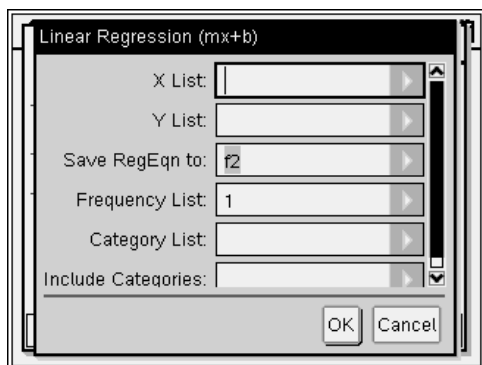 Linear Regression (mx+b)
X List:
Y List:
Save RegEqn to: f2
Frequency List: 1
Category List:
Include Categories:
OK Cancel